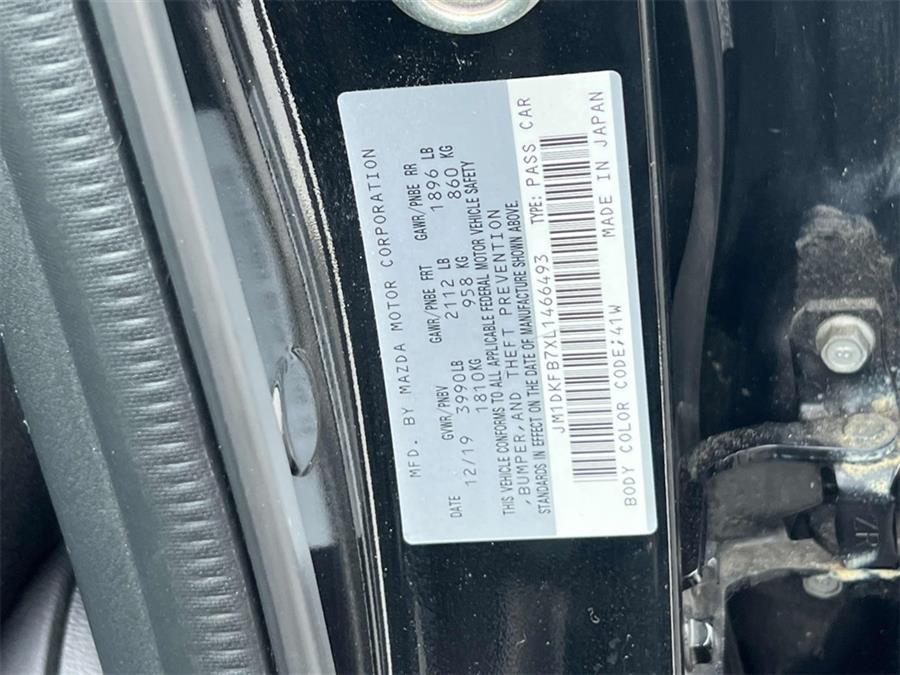 MFD. BY MAZDA MOTOR CORPORATION
DATE GVWR/PNBV GAWR/PNBE FRT GAWR/PNBE RR
12/19 3990LB 2112 LB 1896 LB
1810KG 958 KG 860 KG
THIS VEHICLE CONFORMS TO ALL APPLICABLE FEDERAL MOTOR VEHICLE SAFETY
,BUMPER,AND THEFT PREVENTION
STANDARDS IN EFFECT ON THE DATE OF MANUFACTURE SHOWN ABOVE.
JM1DKFB7XL1466493 TYPE: PASS CAR
BODY COLOR CODE;41W MADE IN JAPAN